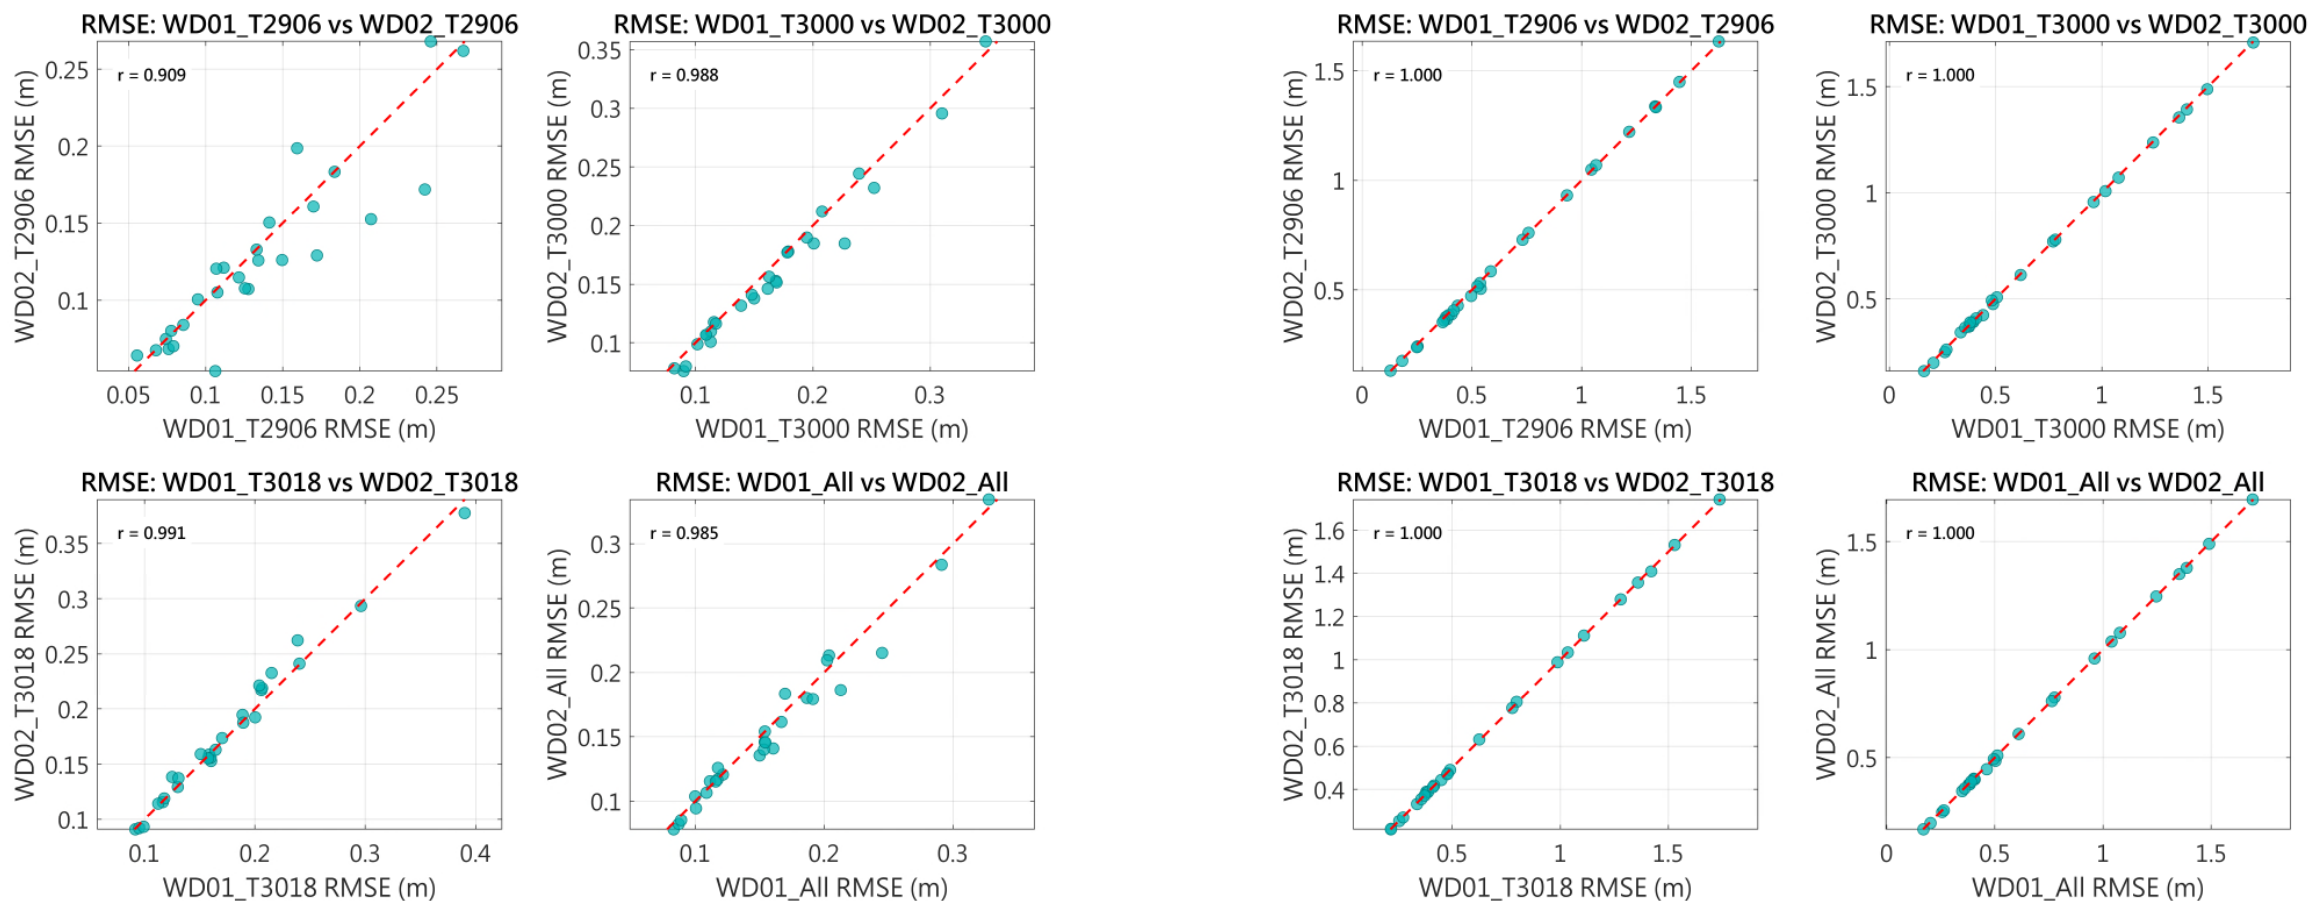 RMSE: WD01_T2906 vs WD02_T2906
r = 0.909
WD02_T2906 RMSE (m)
0.25
0.2
0.15
0.1
0.05 0.1 0.15 0.2 0.25
WD01_T2906 RMSE (m)
RMSE: WD01_T3000 vs WD02_T3000
r = 0.988
WD02_T3000 RMSE (m)
0.35
0.3
0.25
0.2
0.15
0.1
0.1 0.2 0.3
WD01_T3000 RMSE (m)
RMSE: WD01_T2906 vs WD02_T2906
r = 1.000
WD02_T2906 RMSE (m)
1.5
1
0.5
0 0.5 1 1.5
WD01_T2906 RMSE (m)
RMSE: WD01_T3000 vs WD02_T3000
r = 1.000
WD02_T3000 RMSE (m)
1.5
1
0.5
0 0.5 1 1.5
WD01_T3000 RMSE (m)
RMSE: WD01_T3018 vs WD02_T3018
r = 0.991
WD02_T3018 RMSE (m)
0.35
0.3
0.25
0.2
0.15
0.1
0.1 0.2 0.3 0.4
WD01_T3018 RMSE (m)
RMSE: WD01_All vs WD02_All
r = 0.985
WD02_All RMSE (m)
0.3
0.25
0.2
0.15
0.1
0.1 0.2 0.3
WD01_All RMSE (m)
RMSE: WD01_T3018 vs WD02_T3018
r = 1.000
WD02_T3018 RMSE (m)
1.6
1.4
1.2
1
0.8
0.6
0.4
0.5 1 1.5
WD01_T3018 RMSE (m)
RMSE: WD01_All vs WD02_All
r = 1.000
WD02_All RMSE (m)
1.5
1
0.5
0 0.5 1 1.5
WD01_All RMSE (m)